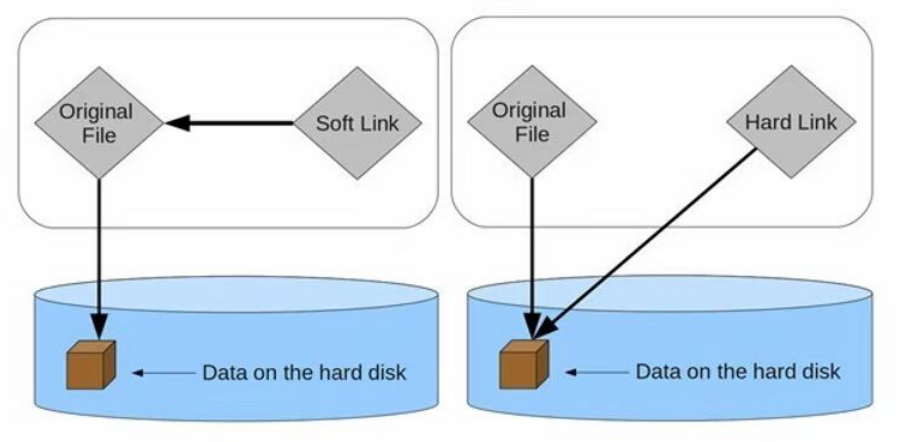 Original
File
Soft Link
Data on the hard disk
Original
File
Hard Link
Data on the hard disk